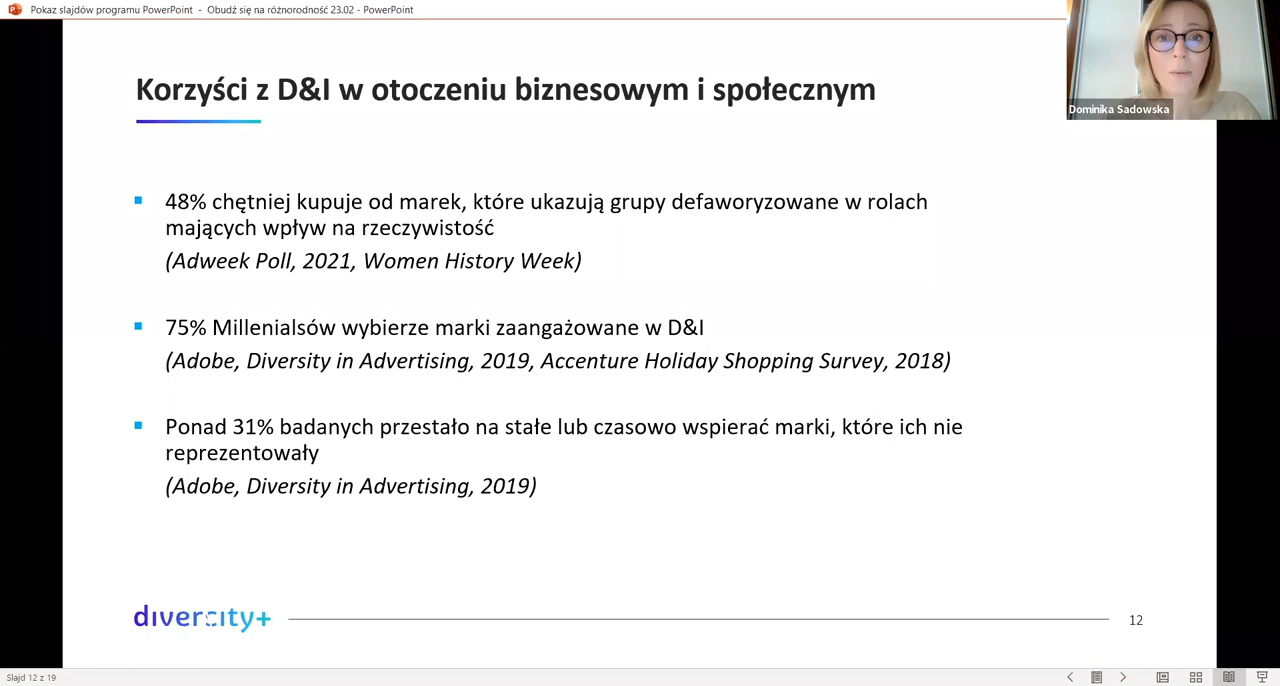 Pokaz slajdów programu PowerPoint - Obudź się na różnorodność 23.02 - PowerPoint
Dominika Sadowska
Korzyści z D&I w otoczeniu biznesowym i społecznym
48% chętniej kupuje od marek, które ukazują grupy defaworyzowane w rolach
mających wpływ na rzeczywistość
(Adweek Poll, 2021, Women History Week)
75% Millenialsów wybierze marki zaangażowane w D&I
(Adobe, Diversity in Advertising, 2019, Accenture Holiday Shopping Survey, 2018)
Ponad 31% badanych przestało na stałe lub czasowo wspierać marki, które ich nie
reprezentowały
(Adobe, Diversity in Advertising, 2019)
divercity+
12
Slajd 12 z 19